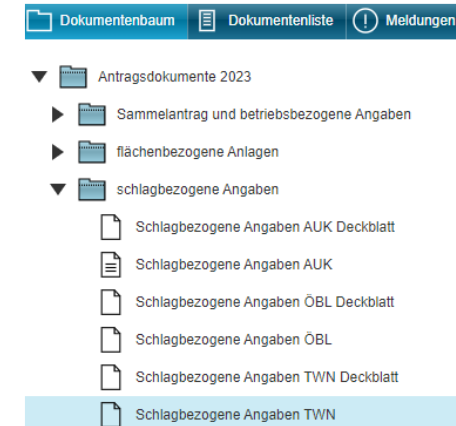 Dokumentenbaum Dokumentenliste Meldungen
Antragsdokumente 2023
Sammelantrag und betriebsbezogene Angaben
flächenbezogene Anlagen
schlagbezogene Angaben
Schlagbezogene Angaben AUK Deckblatt
Schlagbezogene Angaben AUK
Schlagbezogene Angaben ÖBL Deckblatt
Schlagbezogene Angaben ÖBL
Schlagbezogene Angaben TWN Deckblatt
Schlagbezogene Angaben TWN